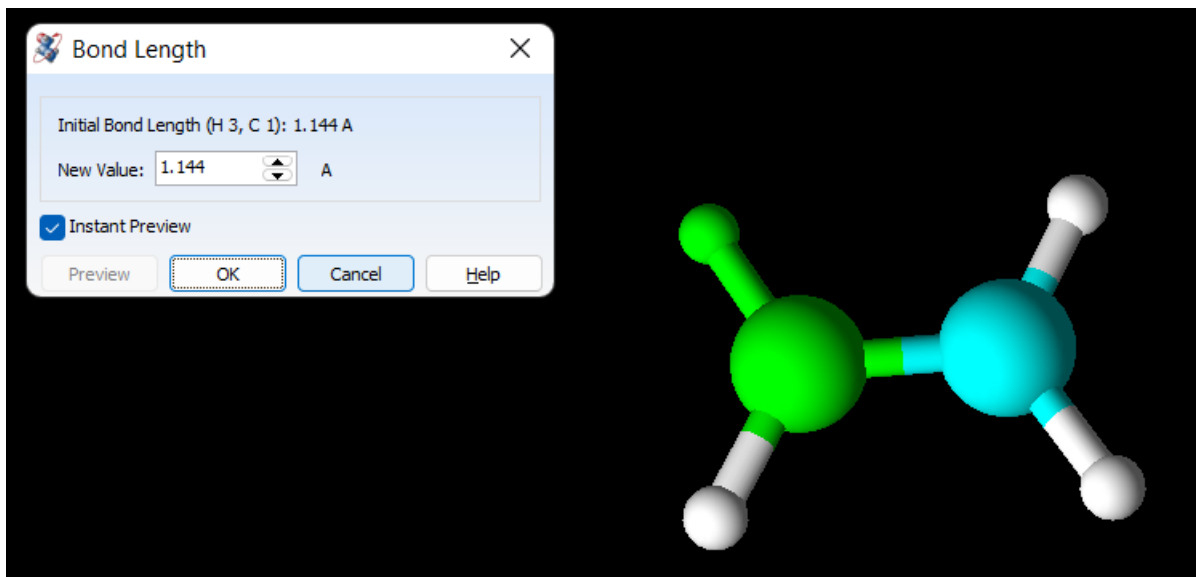 Bond Length
Initial Bond Length (H 3, C 1): 1.144 A
New Value: 1.144 A
Instant Preview
Preview OK Cancel Help